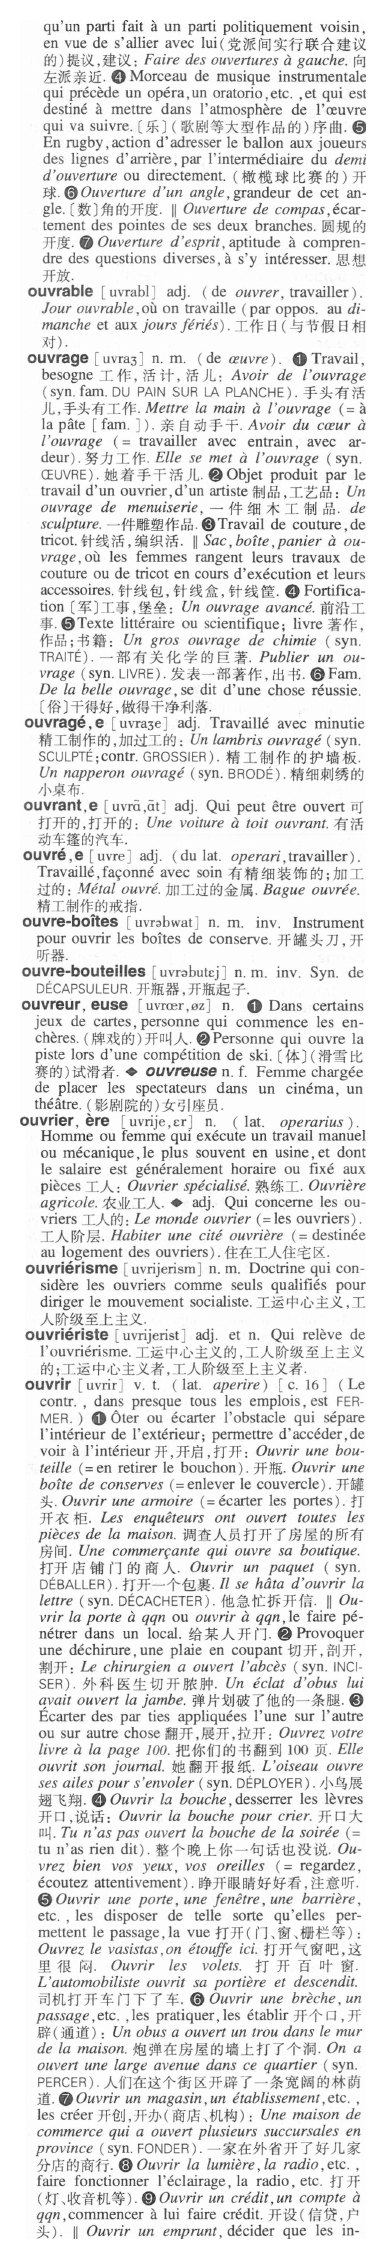 qu'un parti fait à un parti politiquement voisin,
en vue de s'allier avec lui(党派间实行联合建议
的)提议,建议: Faire des ouvertures à gauche. 向
左派亲近. ❹ Morceau de musique instrumentale
qui précède un opéra,un oratorio,etc. ,et qui est
destiné à mettre dans l'atmosphère de l'œuvre
qui va suivre.[乐](歌剧等大型作品的)序曲. ❺
En rugby,action d'adresser le ballon aux joueurs
des lignes d'arrière,par l'intermédiaire du demi
d'ouverture ou directement. (橄榄球比赛的)开
球. ❻ Ouverture d'un angle,grandeur de cet an-
gle.[数]角的开度. ‖ Ouverture de compas,écar-
tement des pointes de ses deux branches. 圆规的
开度. ❼ Ouverture d'esprit,aptitude à compren-
dre des questions diverses,à s'y intéresser. 思想
开放.
ouvrable [uvrabl] adj. (de ouvrer, travailler).
Jour ouvrable,où on travaille (par oppos. au di-
manche et aux jours fériés). 工作日(与节假日相
对).
ouvrage [uvraʒ] n. m. (de œuvre). ❶ Travail,
besogne 工作,活计,活儿: Avoir de l'ouvrage
(syn. fam. DU PAIN SUR LA PLANCHE). 手头有活
儿,手头有工作. Mettre la main à l'ouvrage (= à
la pâte [fam. ]). 亲自动手干. Avoir du cœur à
l'ouvrage (= travailler avec entrain, avec ar-
deur). 努力工作. Elle se met à l'ouvrage (syn.
ŒUVRE). 她着手干活儿. ❷ Objet produit par le
travail d'un ouvrier,d'un artiste 制品,工艺品: Un
ouvrage de menuiserie, 一件细木工制品. de
sculpture. 一件雕塑作品. ❸ Travail de couture,de
tricot. 针线活,编织活. ‖ Sac,boîte,panier à ou-
vrage,où les femmes rangent leurs travaux de
couture ou de tricot en cours d'exécution et leurs
accessoires. 针线包,针线盒,针线筐. ❹ Fortifica-
tion [军]工事,堡垒: Un ouvrage avancé. 前沿工
事. ❺ Texte littéraire ou scientifique; livre 著作,
作品;书籍: Un gros ouvrage de chimie (syn.
TRAITÉ). 一部有关化学的巨著. Publier un ou-
vrage (syn. LIVRE). 发表一部著作,出书. ❻ Fam.
De la belle ouvrage,se dit d'une chose réussie.
[俗]干得好,做得干净利落.
ouvragé,e [uvraʒe] adj. Travaillé avec minutie
精工制作的,加过工的: Un lambris ouvragé (syn.
SCULPTÉ;contr. GROSSIER). 精工制作的护墙板.
Un napperon ouvragé (syn. BRODÉ). 精细刺绣的
小桌布.
ouvrant,e [uvrɑ̃,ɑ̃t] adj. Qui peut être ouvert 可
打开的,打开的: Une voiture à toit ouvrant. 有活
动车篷的汽车.
ouvré,e [uvre] adj. (du lat. operari,travailler).
Travaillé,façonné avec soin 有精细装饰的;加工
过的: Métal ouvré. 加工过的金属. Bague ouvrée.
精工制作的戒指.
ouvre-boîtes [uvrəbwat] n. m. inv. Instrument
pour ouvrir les boîtes de conserve. 开罐头刀,开
听器.
ouvre-bouteilles [uvrəbutɛj] n. m. inv. Syn. de
DÉCAPSULEUR. 开瓶器,开瓶起子.
ouvreur, euse [uvrœr,øz] n. ❶ Dans certains
jeux de cartes,personne qui commence les en-
chères. (牌戏的)开叫人. ❷ Personne qui ouvre la
piste lors d'une compétition de ski.[体](滑雪比
赛的)试滑者. ◆ ouvreuse n. f. Femme chargée
de placer les spectateurs dans un cinéma, un
théâtre. (影剧院的)女引座员.
ouvrier, ère [uvrije,ɛr] n. (lat. operarius).
Homme ou femme qui exécute un travail manuel
ou mécanique,le plus souvent en usine,et dont
le salaire est généralement horaire ou fixé aux
pièces 工人: Ouvrier spécialisé. 熟练工. Ouvrière
agricole. 农业工人. ◆ adj. Qui concerne les ou-
vriers 工人的: Le monde ouvrier (=les ouvriers).
工人阶层. Habiter une cité ouvrière (= destinée
au logement des ouvriers). 住在工人住宅区.
ouvriérisme [uvrijerism] n. m. Doctrine qui con-
sidère les ouvriers comme seuls qualifiés pour
diriger le mouvement socialiste. 工运中心主义,工
人阶级至上主义.
ouvriériste [uvrijerist] adj. et n. Qui relève de
l'ouvriérisme. 工运中心主义的,工人阶级至上主义
的;工运中心主义者,工人阶级至上主义者.
ouvrir [uvrir] v. t. (lat. aperire) [c. 16] (Le
contr. , dans presque tous les emplois, est FER-
MER. ) ❶ Ôter ou écarter l'obstacle qui sépare
l'intérieur de l'extérieur; permettre d'accéder,de
voir à l'intérieur 开,开启,打开: Ouvrir une bou-
teille (=en retirer le bouchon). 开瓶. Ouvrir une
boîte de conserves (=enlever le couvercle). 开罐
头. Ouvrir une armoire (=écarter les portes). 打
开衣柜. Les enquêteurs ont ouvert toutes les
pièces de la maison. 调查人员打开了房屋的所有
房间. Une commerçante qui ouvre sa boutique.
打开店铺门的商人. Ouvrir un paquet (syn.
DÉBALLER). 打开一个包裹. Il se hâta d'ouvrir la
lettre (syn. DÉCACHETER). 他急忙拆开信. ‖ Ou-
vrir la porte à qqn ou ouvrir à qqn,le faire pé-
nétrer dans un local. 给某人开门. ❷ Provoquer
une déchirure,une plaie en coupant 切开,剖开,
割开: Le chirurgien a ouvert l'abcès (syn. INCI-
SER). 外科医生切开脓肿. Un éclat d'obus lui
avait ouvert la jambe. 弹片划破了他的一条腿. ❸
Écarter des par ties appliquées l'une sur l'autre
ou sur autre chose 翻开,展开,拉开: Ouvrez votre
livre à la page 100. 把你们的书翻到 100 页. Elle
ouvrit son journal. 她翻开报纸. L'oiseau ouvre
ses ailes pour s'envoler (syn. DÉPLOYER). 小鸟展
翅飞翔. ❹ Ouvrir la bouche,desserrer les lèvres
开口,说话: Ouvrir la bouche pour crier. 开口大
叫. Tu n'as pas ouvert la bouche de la soirée (=
tu n'as rien dit). 整个晚上你一句话也没说. Ou-
vrez bien vos yeux, vos oreilles (= regardez,
écoutez attentivement). 睁开眼睛好好看,注意听.
❺ Ouvrir une porte, une fenêtre, une barrière,
etc. , les disposer de telle sorte qu'elles per-
mettent le passage,la vue 打开(门、窗、栅栏等):
Ouvrez le vasistas,on étouffe ici. 打开气窗吧,这
里很闷. Ouvrir les volets. 打开百叶窗.
L'automobiliste ouvrit sa portière et descendit.
司机打开车门下了车. ❻ Ouvrir une brèche, un
passage,etc. ,les pratiquer,les établir 开个口,开
辟(通道): Un obus a ouvert un trou dans le mur
de la maison. 炮弹在房屋的墙上打了个洞. On a
ouvert une large avenue dans ce quartier (syn.
PERCER). 人们在这个街区开辟了一条宽阔的林荫
道. ❼ Ouvrir un magasin,un établissement,etc. ,
les créer 开创,开办(商店、机构): Une maison de
commerce qui a ouvert plusieurs succursales en
province (syn. FONDER). 一家在外省开了好几家
分店的商行. ❽ Ouvrir la lumière,la radio,etc. ,
faire fonctionner l'éclairage, la radio, etc. 打开
(灯、收音机等). ❾ Ouvrir un crédit,un compte à
qqn,commencer à lui faire crédit. 开设(信贷,户
头). ‖ Ouvrir un emprunt, décider que les in-